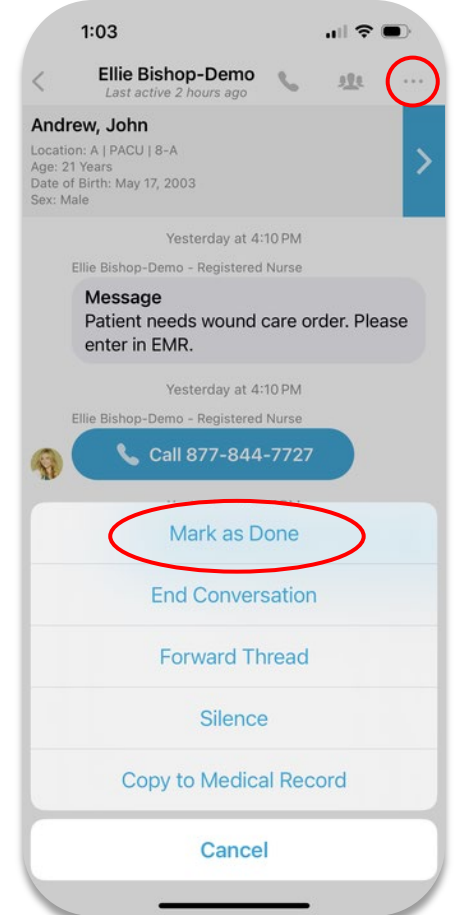 1:03
Ellie Bishop-Demo
Last active 2 hours ago
Andrew, John
Location: A | PACU | 8-A
Age: 21 Years
Date of Birth: May 17, 2003
Sex: Male
Yesterday at 4:10 PM
Ellie Bishop-Demo - Registered Nurse
Message
Patient needs wound care order. Please
enter in EMR.
Yesterday at 4:10 PM
Ellie Bishop-Demo - Registered Nurse
Call 877-844-7727
Mark as Done
End Conversation
Forward Thread
Silence
Copy to Medical Record
Cancel